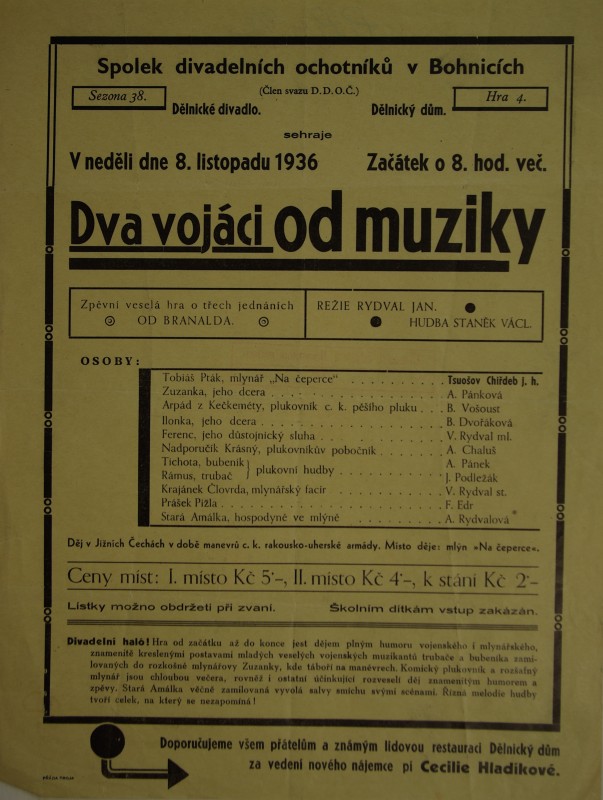 Spolek divadelních ochotníků v Bohnicích
(Člen svazu D. D. O. Č.)
Sezona 38.
Hra 4.
Dělnické divadlo.
Dělnický dům.
sehraje
V neděli dne 8. listopadu 1936 Začátek o 8. hod. več.
Dva vojáci od muziky
Zpěvní veselá hra o třech jednáních
OD BRANALDA.
REŽIE RYDVAL JAN.
HUDBA STANĚK VÁCL.
OSOBY:
Tobiáš Pták, mlynář „Na čeperce“ . . . . . . . . . . Tsuošov Chiřdeb j. h.
Zuzanka, jeho dcera . . . . . . . . . . A. Pánková
Arpád z Kečkeméty, plukovník c. k. pěšího pluku . . . B. Vošoust
Ilonka, jeho dcera . . . . . . . . . . B. Dvořáková
Ferenc, jeho důstojnický sluha . . . . . . . . . . V. Rydval ml.
Nadporučík Krásný, plukovníkův pobočník . . . . . A. Chaluš
Tichota, bubeník } plukovní hudby . . . . . . . . . . A. Pánek
Rámus, trubač } J. Podležák
Krajánek Človrda, mlynářský facír . . . . . . . . . . V. Rydval st.
Prášek Pižla . . . . . . . . . . F. Edr
Stará Amálka, hospodyně ve mlýně . . . . . . . . . . A. Rydvalová
Děj v Jižních Čechách v době manevrů c. k. rakousko-uherské armády. Místo děje: mlýn »Na čeperce«.
Ceny míst: I. místo Kč 5·–, II. místo Kč 4·–, k stání Kč 2·–
Lístky možno obdržeti při zvaní. Školním dítkám vstup zakázán.
Divadelní haló! Hra od začátku až do konce jest dějem plným humoru vojenského i mlynářského,
znamenitě kreslenými postavami mladých veselých vojenských muzikantů trubače a bubeníka zami-
lovaných do rozkošné mlynářovy Zuzanky, kde táboří na manévrech. Komický plukovník a rozšafný
mlynář jsou chloubou večera, rovněž i ostatní účinkující rozveselí děj znamenitým humorem a
zpěvy. Stará Amálka věčně zamilovaná vyvolá salvy smíchu svými scénami. Řízná melodie hudby
tvoří celek, na který se nezapomíná!
Doporučujeme všem přátelům a známým lidovou restauraci Dělnický dům
za vedení nového nájemce pí Cecilie Hladíkové.